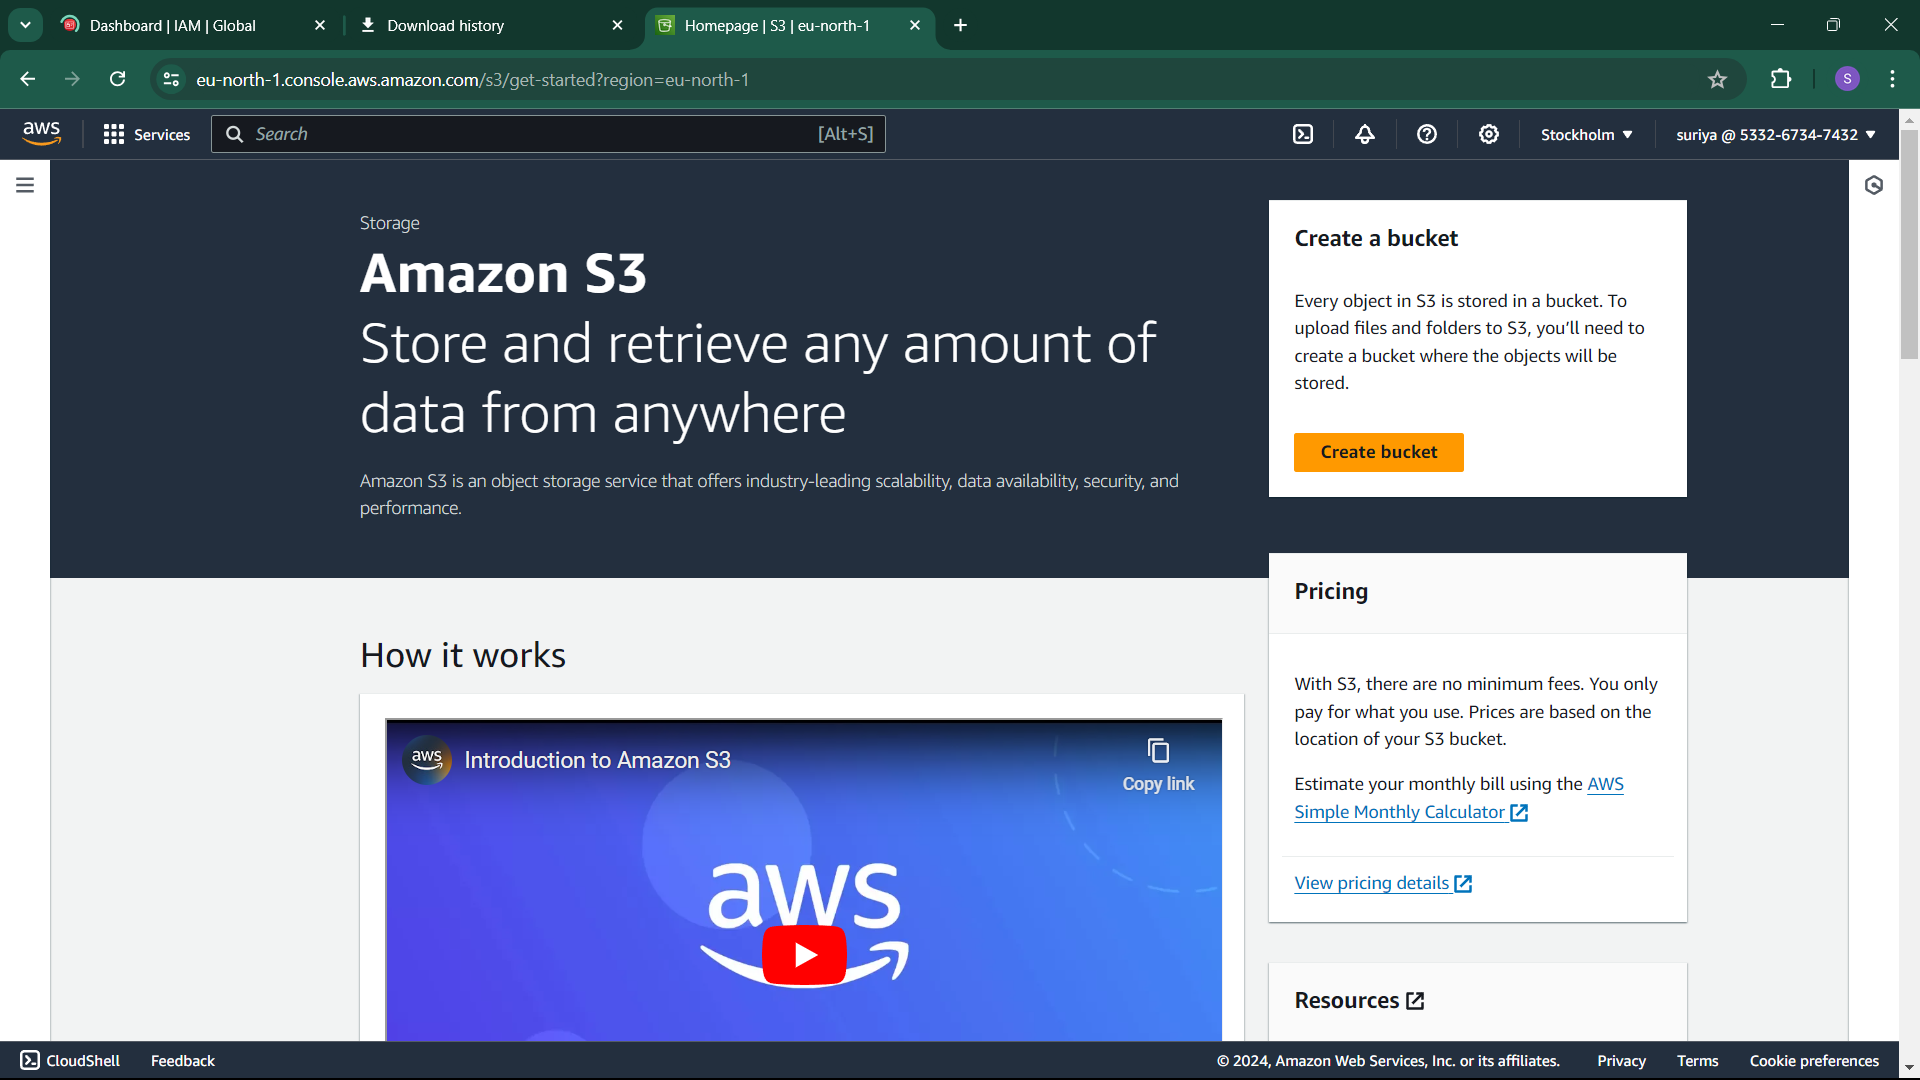 Dashboard | IAM | Global
Download history
Homepage | S3 | eu-north-1
eu-north-1.console.aws.amazon.com/s3/get-started?region=eu-north-1
S
aws
Services
Search
[Alt+S]
Stockholm
suriya @ 5332-6734-7432
Storage
Amazon S3
Store and retrieve any amount of
data from anywhere
Amazon S3 is an object storage service that offers industry-leading scalability, data availability, security, and
performance.
Create a bucket
Every object in S3 is stored in a bucket. To
upload files and folders to S3, you’ll need to
create a bucket where the objects will be
stored.
Create bucket
How it works
aws
Introduction to Amazon S3
Copy link
aws
Pricing
With S3, there are no minimum fees. You only
pay for what you use. Prices are based on the
location of your S3 bucket.
Estimate your monthly bill using the AWS
Simple Monthly Calculator
View pricing details
Resources
CloudShell
Feedback
© 2024, Amazon Web Services, Inc. or its affiliates.
Privacy
Terms
Cookie preferences